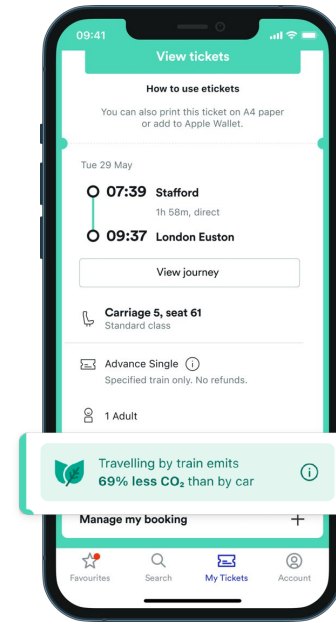 09:41
View tickets
How to use etickets
You can also print this ticket on A4 paper
or add to Apple Wallet.
Tue 29 May
07:39 Stafford
1h 58m, direct
09:37 London Euston
View journey
Carriage 5, seat 61
Standard class
Advance Single i
Specified train only. No refunds.
1 Adult
Travelling by train emits
69% less CO₂ than by car i
Manage my booking +
Favourites Search My Tickets Account